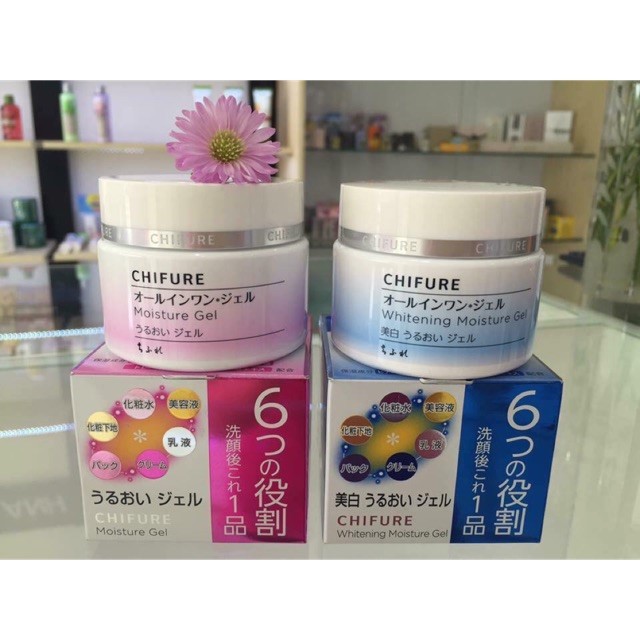 CHIFURE
CHIFURE
オールインワン・ジェル
Moisture Gel
うるおい ジェル
ちふれ
CHIFURE
CHIFURE
オールインワン・ジェル
Whitening Moisture Gel
美白 うるおい ジェル
ちふれ
化粧水
美容液
化粧下地
乳液
パック
クリーム
うるおい ジェル
CHIFURE
Moisture Gel
6つの役割
洗顔後これ1品
化粧水
美容液
化粧下地
乳液
パック
クリーム
美白 うるおい ジェル
CHIFURE
Whitening Moisture Gel
6つの役割
洗顔後これ1品